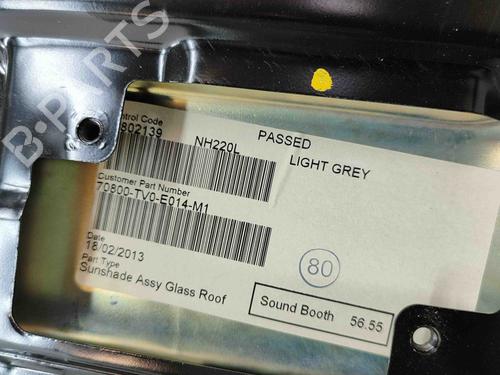 PASSED
ntrol Code
802139
NH220L
LIGHT GREY
Customer Part Number
70800-TV0-E014-M1
Date
18/02/2013
Part Type
Sunshade Assy Glass Roof
80
Sound Booth 56.55
B-PARTS